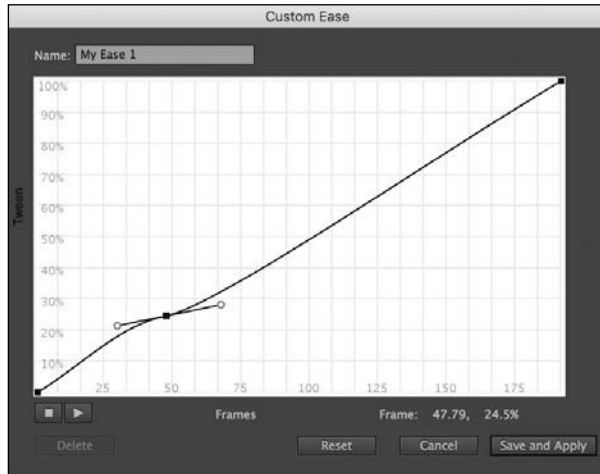 Custom Ease
Name: My Ease 1
100%
90%
80%
70%
60%
50%
40%
30%
20%
10%
Tween
25 50 75 100 125 150 175
Frames Frame: 47.79, 24.5%
Delete Reset Cancel Save and Apply